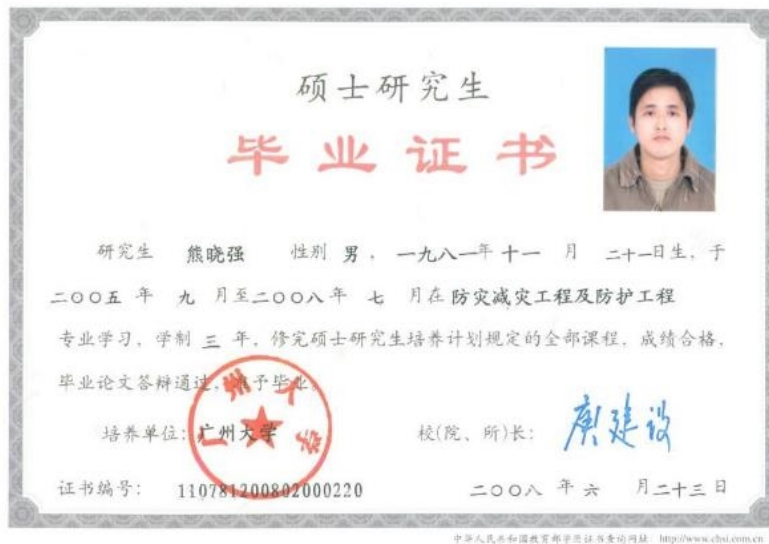 硕士研究生
毕业证书
研究生 熊晓强 性别 男，一九八一年十一月二十一日生，于
二〇〇五年 九 月至二〇〇八年 七 月在 防灾减灾工程及防护工程
专业学习，学制 三 年，修完硕士研究生培养计划规定的全部课程，成绩合格，
毕业论文答辩通过，准予毕业。
广州大学
培养单位：广州大学 校(院、所)长： 庾建设
证书编号： 110781200802000220 二〇〇八 年 六 月二十三日
中华人民共和国教育部学历证书查询网址：http://www.chsi.com.cn